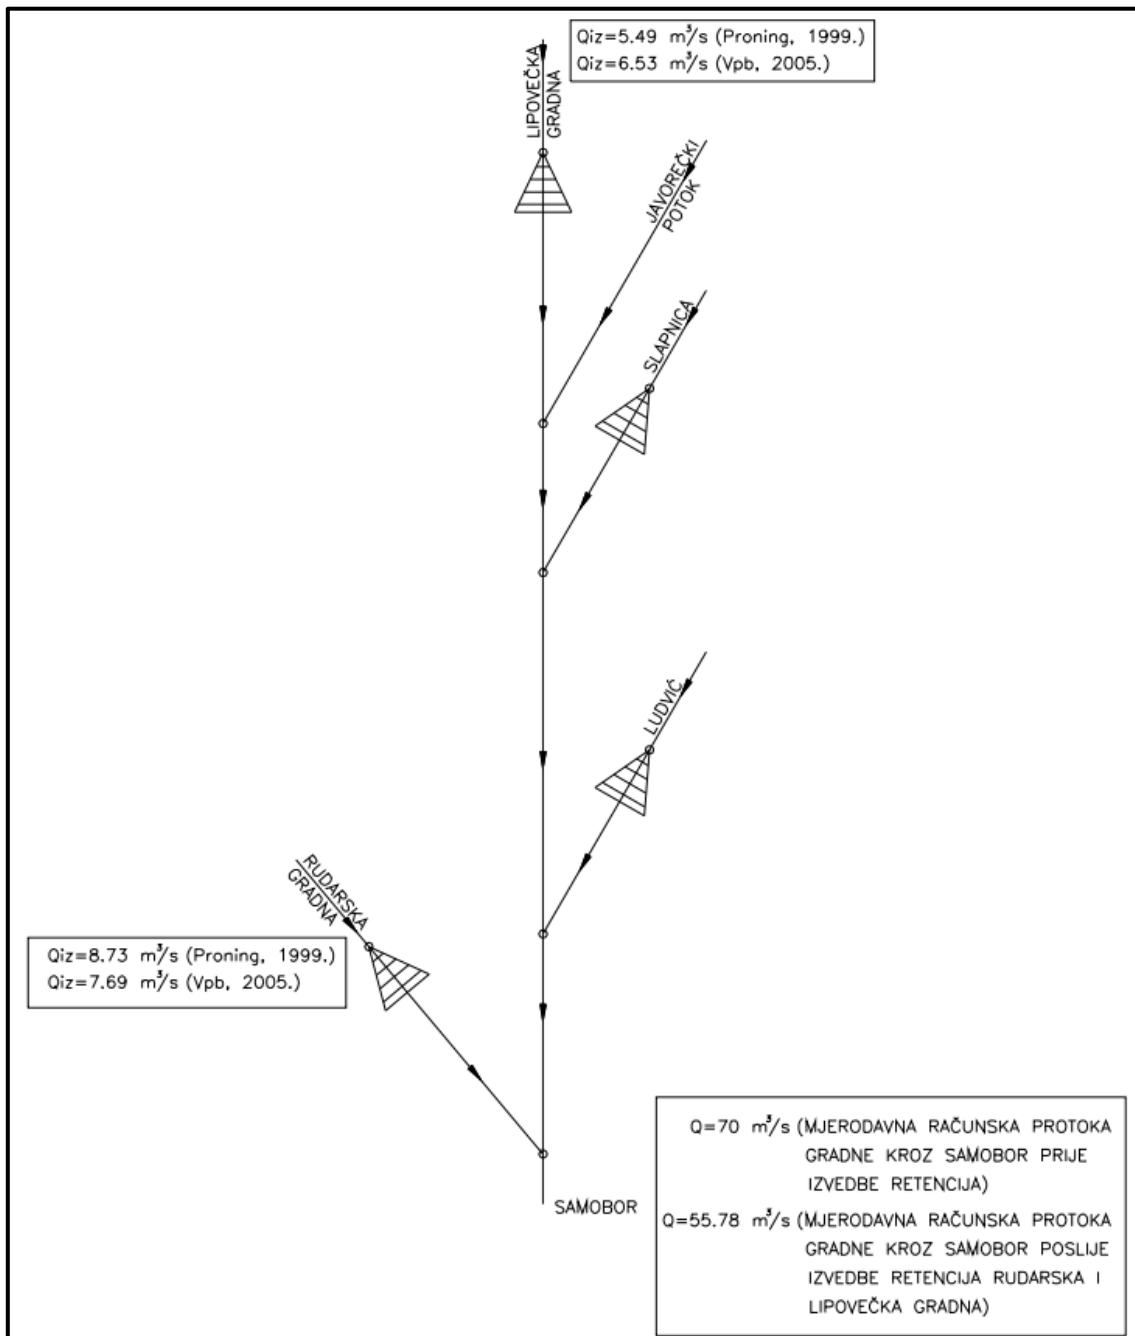 Qiz=5.49 m³/s (Proning, 1999.)
Qiz=6.53 m³/s (Vpb, 2005.)
LIPOVEČKA
GRADNA
JAVOREČKI
POTOK
SLAPNICA
LUDVIĆ
RUDARSKA
GRADNA
Qiz=8.73 m³/s (Proning, 1999.)
Qiz=7.69 m³/s (Vpb, 2005.)
SAMOBOR
Q=70 m³/s (MJERODAVNA RAČUNSKA PROTOKA
GRADNE KROZ SAMOBOR PRIJE
IZVEDBE RETENCIJA)
Q=55.78 m³/s (MJERODAVNA RAČUNSKA PROTOKA
GRADNE KROZ SAMOBOR POSLIJE
IZVEDBE RETENCIJA RUDARSKA I
LIPOVEČKA GRADNA)